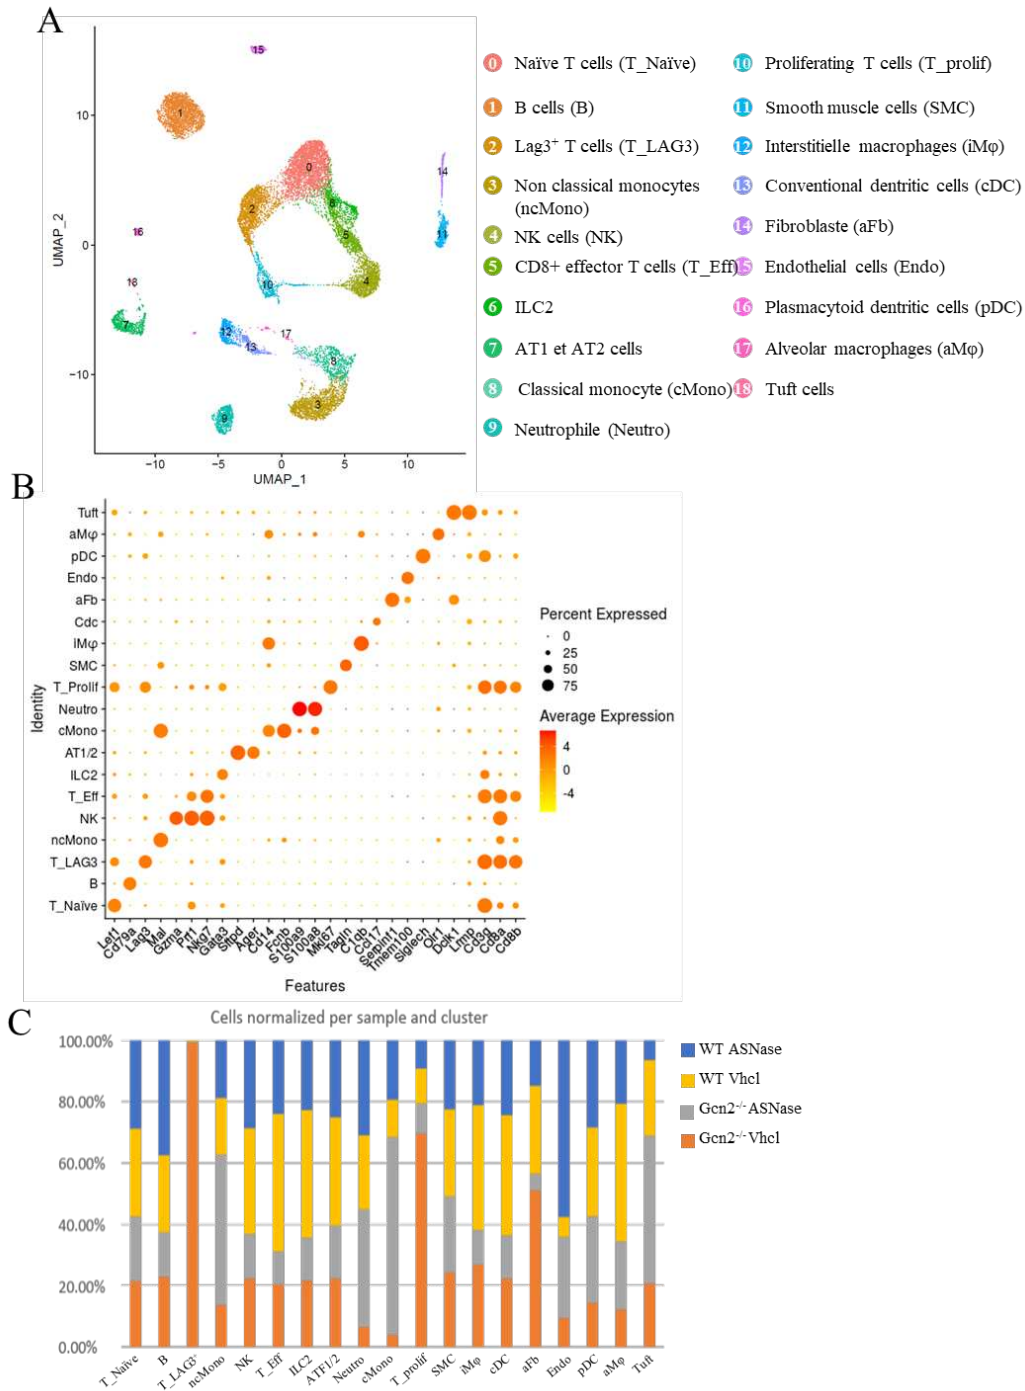 A
15
1
0
14
2
6
16
5
11
18
10
4
7
12
17
13
8
3
9
10
0
−10
UMAP_2
−10
−5
0
5
10
UMAP_1
0 Naïve T cells (T_Naïve)
1 B cells (B)
2 Lag3⁺ T cells (T_LAG3)
3 Non classical monocytes
(ncMono)
4 NK cells (NK)
5 CD8+ effector T cells (T_Eff)
6 ILC2
7 AT1 et AT2 cells
8 Classical monocyte (cMono)
9 Neutrophile (Neutro)
10 Proliferating T cells (T_prolif)
11 Smooth muscle cells (SMC)
12 Interstitielle macrophages (iMφ)
13 Conventional dentritic cells (cDC)
14 Fibroblaste (aFb)
15 Endothelial cells (Endo)
16 Plasmacytoid dentritic cells (pDC)
17 Alveolar macrophages (aMφ)
18 Tuft cells
B
Tuft
aMφ
pDC
Endo
aFb
Cdc
iMφ
SMC
T_Prolif
Neutro
cMono
AT1/2
ILC2
T_Eff
NK
ncMono
T_LAG3
B
T_Naïve
Identity
Lef1
Cd79a
Lag3
Mal
Gzma
Prf1
Nkg7
Gata3
Sftpd
Ager
Cd14
Fcnb
S100a9
S100a8
Mki67
Tagln
C1qb
Ccl17
Serpinf1
Tmem100
Siglech
Olr1
Dclk1
Lrmp
Cd3g
Cd8a
Cd8b
Features
Percent Expressed
0
25
50
75
Average Expression
4
0
-4
C
Cells normalized per sample and cluster
100.00%
80.00%
60.00%
40.00%
20.00%
0.00%
T_Naïve
B
T_LAG3⁺
ncMono
NK
T_Eff
ILC2
ATF1/2
Neutro
cMono
T_prolif
SMC
iMφ
cDC
aFb
Endo
pDC
aMφ
Tuft
WT ASNase
WT Vhcl
Gcn2⁻/⁻ ASNase
Gcn2⁻/⁻ Vhcl